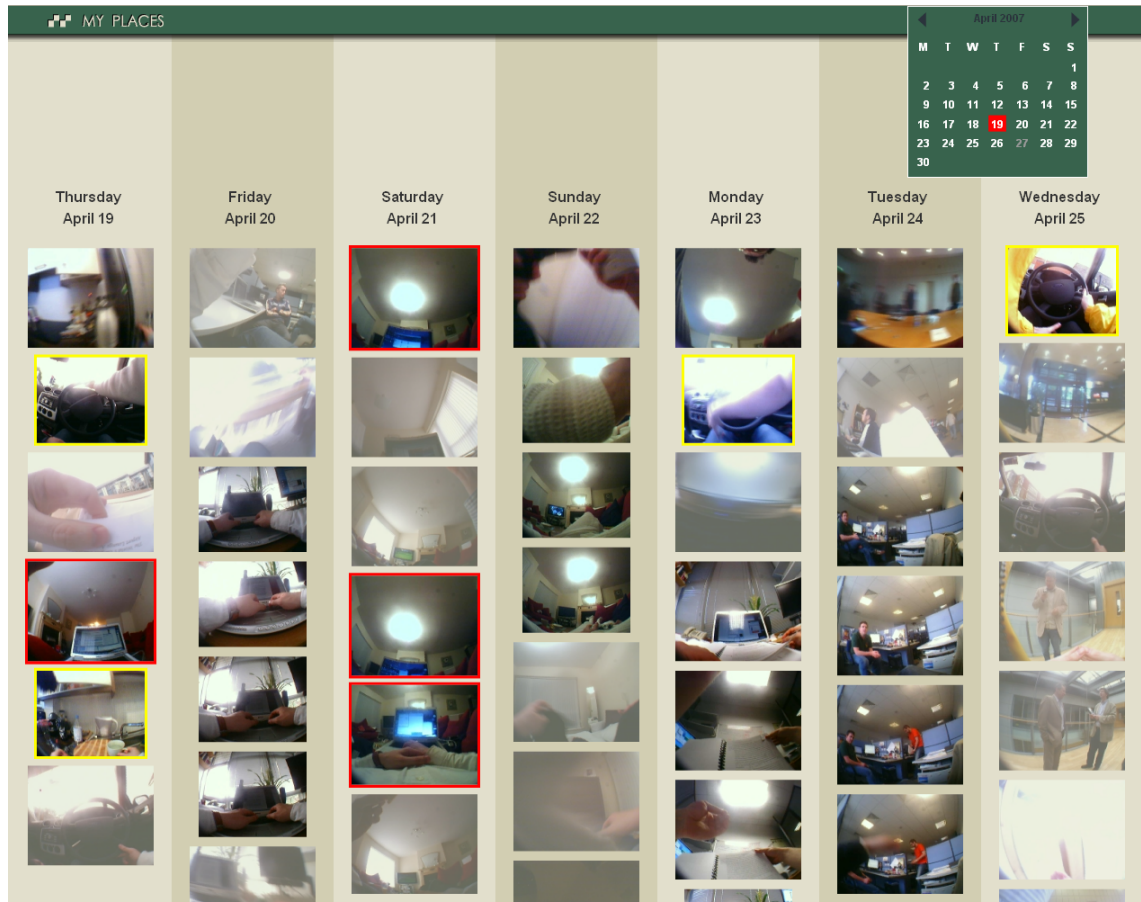 MY PLACES
April 2007
M T W T F S S
1
2 3 4 5 6 7 8
9 10 11 12 13 14 15
16 17 18 19 20 21 22
23 24 25 26 27 28 29
30
Thursday
April 19
Friday
April 20
Saturday
April 21
Sunday
April 22
Monday
April 23
Tuesday
April 24
Wednesday
April 25